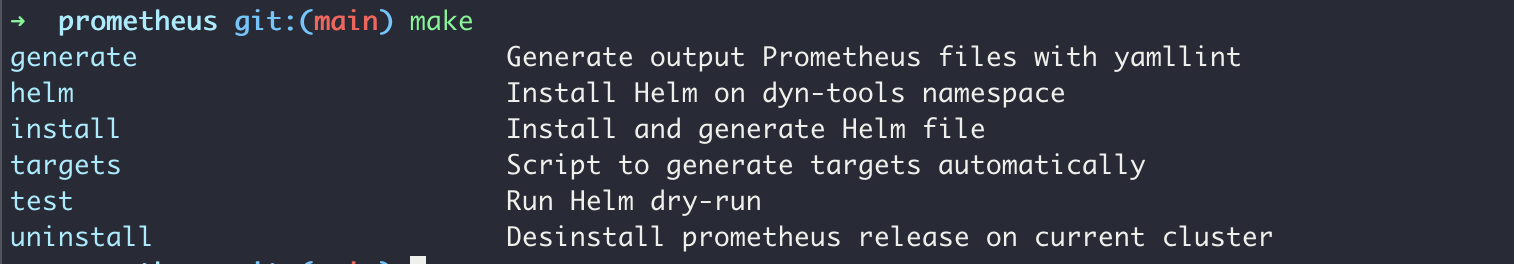 → prometheus git:(main) make
generate Generate output Prometheus files with yamllint
helm Install Helm on dyn-tools namespace
install Install and generate Helm file
targets Script to generate targets automatically
test Run Helm dry-run
uninstall Desinstall prometheus release on current cluster